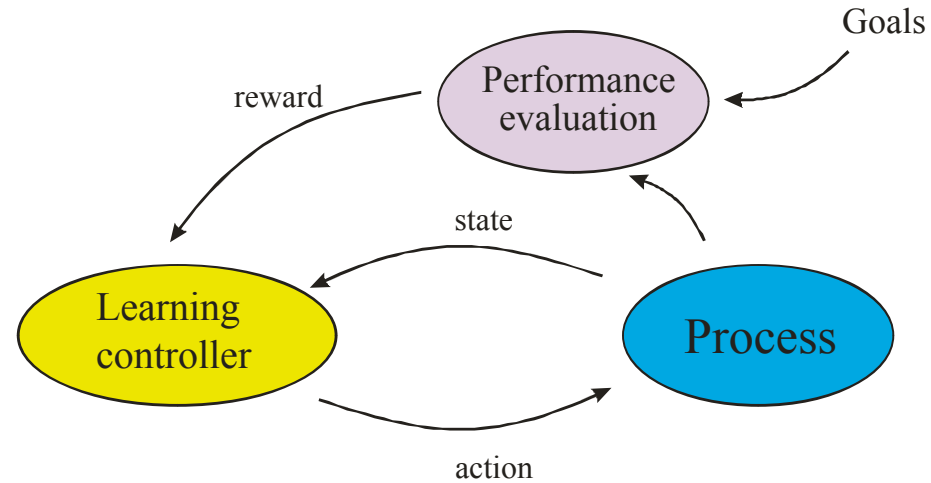 Goals
Performance
evaluation
reward
state
Learning
controller
Process
action